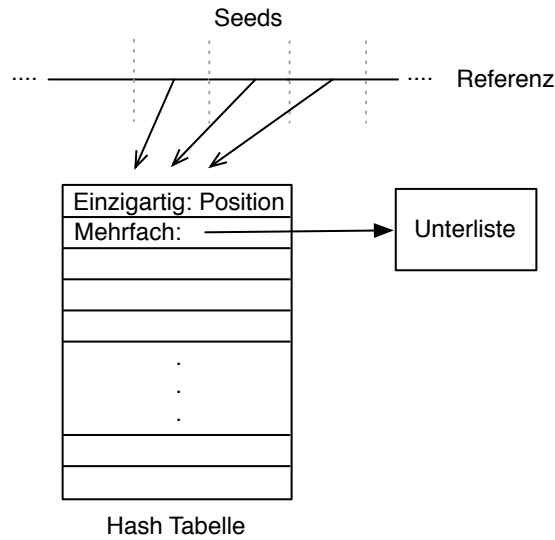 Seeds
.... ....
Referenz
Einzigartig: Position
Mehrfach:
Unterliste
.
.
.
Hash Tabelle